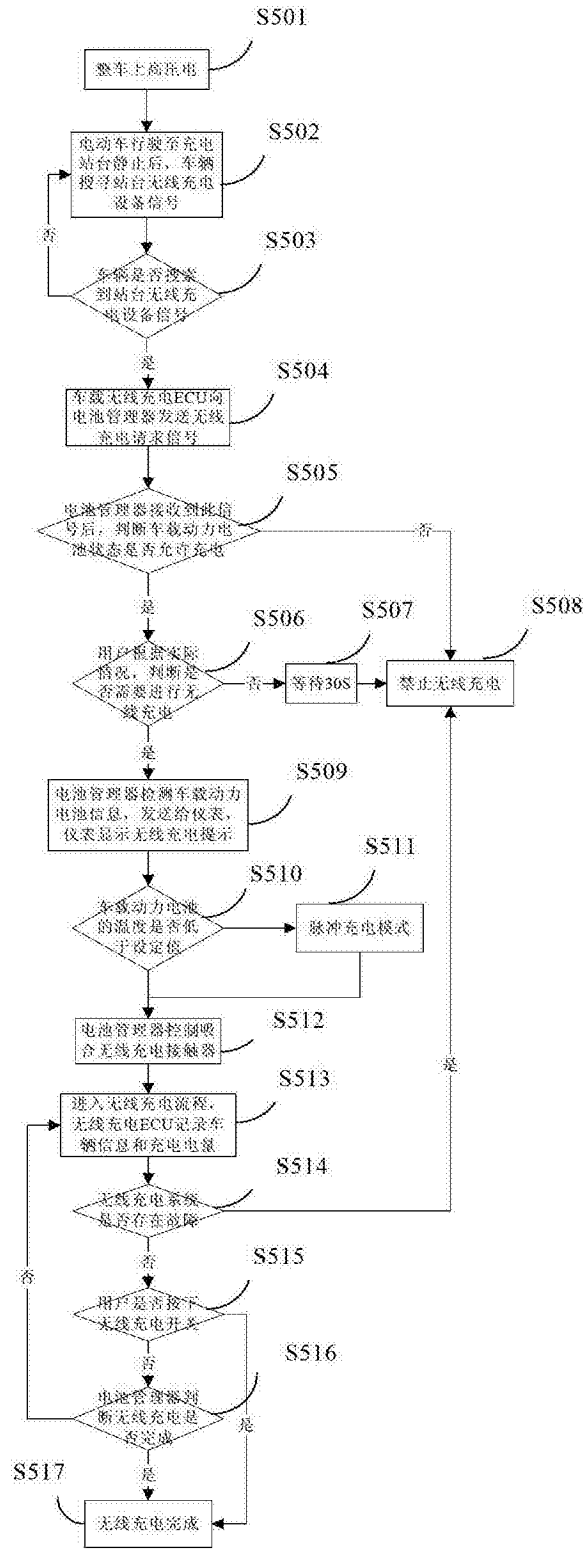 S501
整车上高压电
S502
电动车行驶至充电
站台静止后，车辆
搜寻站台无线充电
设备信号
否
S503
车辆是否搜索
到站台无线充
电设备信号
是
S504
车载无线充电ECU向
电池管理器发送无线
充电请求信号
S505
电池管理器接收到此信
号后，判断车载动力电
池状态是否允许充电
否
是
S506
用户根据实际
情况，判断是
否需要进行无
线充电
否
S507
等待30S
S508
禁止无线充电
是
S509
电池管理器检测车载动力
电池信息，发送给仪表，
仪表显示无线充电提示
S510
车载动力电池
的温度是否低
于设定值
S511
脉冲充电模式
S512
电池管理器控制吸
合无线充电接触器
S513
进入无线充电流程，
无线充电ECU记录车
辆信息和充电电量
是
S514
无线充电系统
是否存在故障
否
否
S515
用户是否按下
无线充电开关
否
S516
电池管理器判
断无线充电是
否完成
是
是
S517
无线充电完成